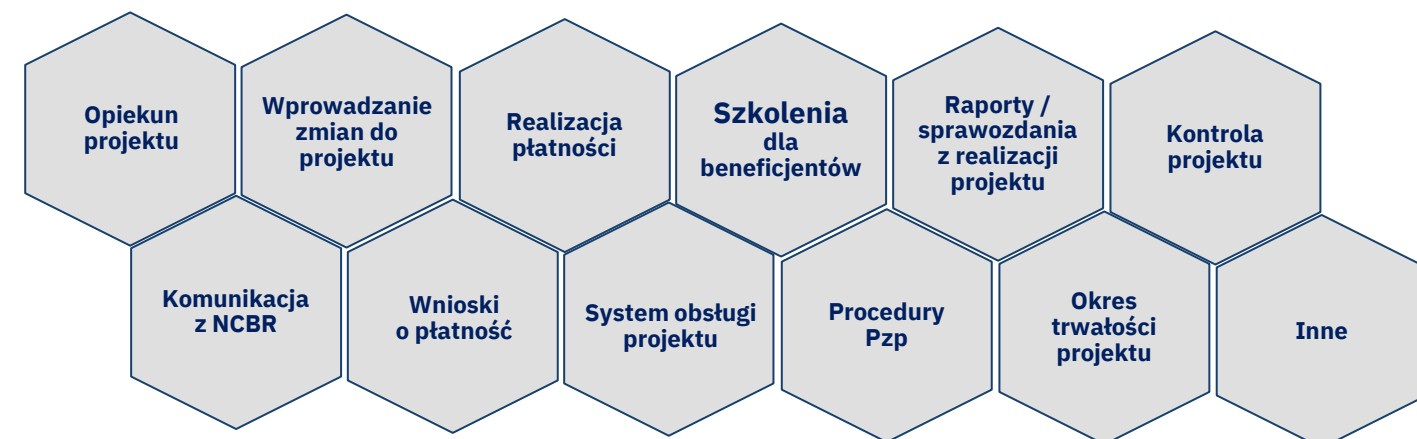 Opiekun
projektu
Wprowadzanie
zmian do
projektu
Realizacja
płatności
Szkolenia
dla
beneficjentów
Raporty /
sprawozdania
z realizacji
projektu
Kontrola
projektu
Komunikacja
z NCBR
Wnioski
o płatność
System obsługi
projektu
Procedury
Pzp
Okres
trwałości
projektu
Inne